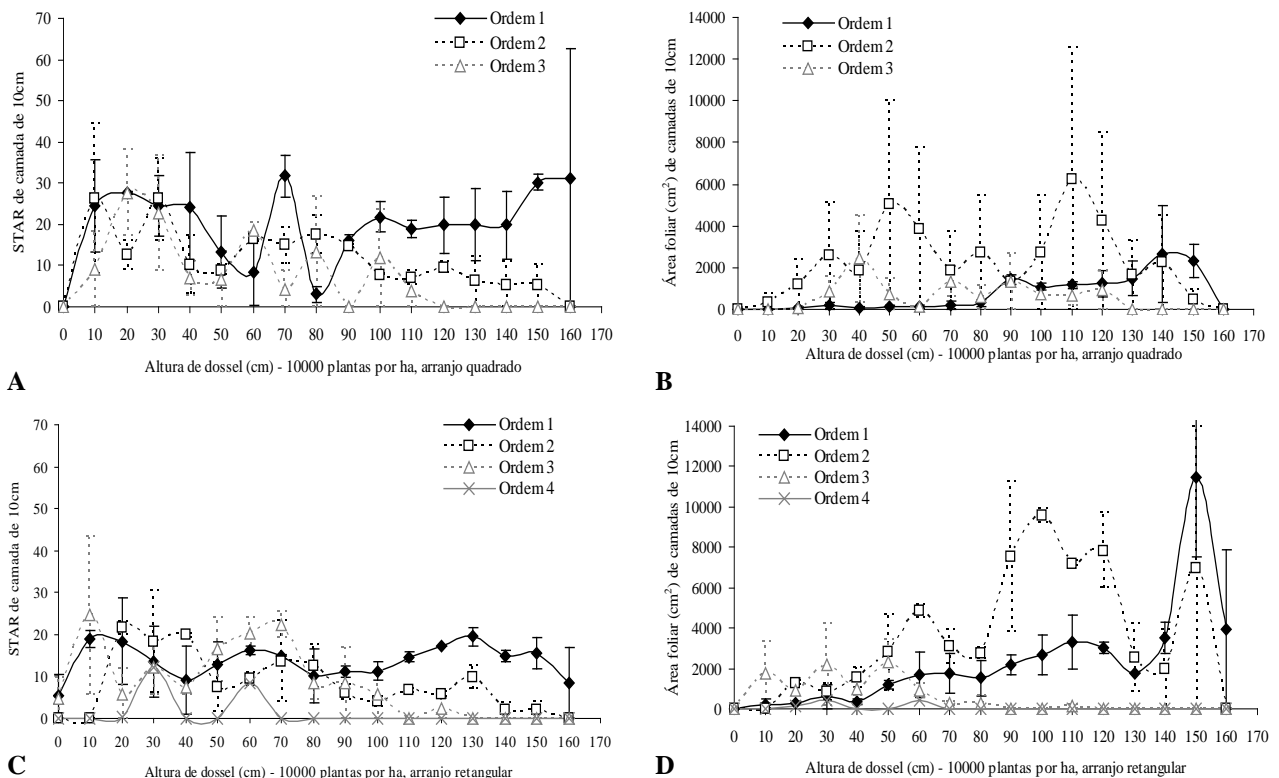 70
60
50
40
30
20
10
0
STAR de camada de 10cm
Ordem 1
Ordem 2
Ordem 3
0 10 20 30 40 50 60 70 80 90 100 110 120 130 140 150 160 170
Altura de dossel (cm) - 10000 plantas por ha, arranjo quadrado
A
14000
12000
10000
8000
6000
4000
2000
0
Área foliar (cm²) de camadas de 10cm
Ordem 1
Ordem 2
Ordem 3
0 10 20 30 40 50 60 70 80 90 100 110 120 130 140 150 160 170
Altura de dossel (cm) - 10000 plantas por ha, arranjo quadrado
B
70
60
50
40
30
20
10
0
STAR de camada de 10cm
Ordem 1
Ordem 2
Ordem 3
Ordem 4
0 10 20 30 40 50 60 70 80 90 100 110 120 130 140 150 160 170
Altura de dossel (cm) - 10000 plantas por ha, arranjo retangular
C
14000
12000
10000
8000
6000
4000
2000
0
Área foliar (cm²) de camadas de 10cm
Ordem 1
Ordem 2
Ordem 3
Ordem 4
0 10 20 30 40 50 60 70 80 90 100 110 120 130 140 150 160 170
Altura de dossel (cm) - 10000 plantas por ha, arranjo retangular
D